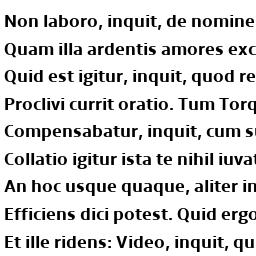 Non laboro, inquit, de nomine
Quam illa ardentis amores
Quid est igitur, inquit, quod
Proclivi currit oratio. Tum
Compensabatur, inquit, cum
Collatio igitur ista te nihil
An hoc usque quaque, aliter
Efficiens dici potest. Quid
Et ille ridens: Video, inquit,